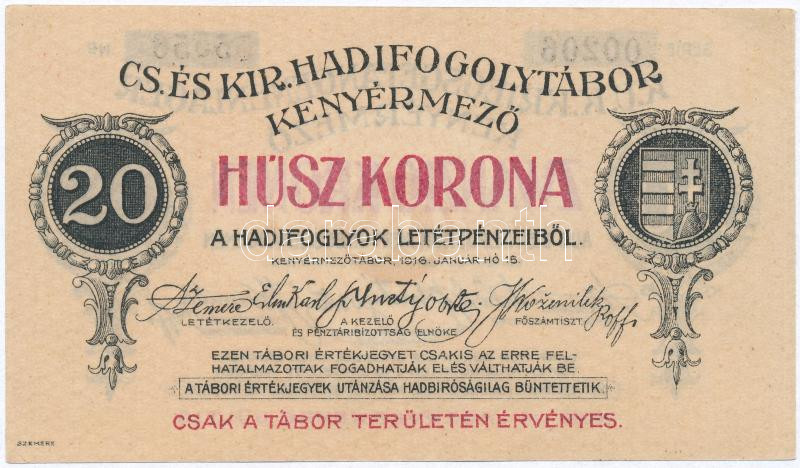 CS. ÉS KIR. HADIFOGOLYTÁBOR
KENYÉRMEZŐ
20
HÚSZ KORONA
A HADIFOGLYOK LETÉTPÉNZEIBŐL.
KENYÉRMEZŐTÁBOR, 1916. JANUÁR HÓ 15.
LETÉTKEZELŐ.
A KEZELŐ
ÉS PÉNZTÁRIBIZOTTSÁG ELNÖKE.
FŐSZÁMTISZT.
EZEN TÁBORI ÉRTÉKJEGYET CSAKIS AZ ERRE FEL-
HATALMAZOTTAK FOGADHATJÁK EL ÉS VÁLTHATJÁK BE.
A TÁBORI ÉRTÉKJEGYEK UTÁNZÁSA HADBIRÓSÁGILAG BÜNTETTETIK.
CSAK A TÁBOR TERÜLETÉN ÉRVÉNYES.